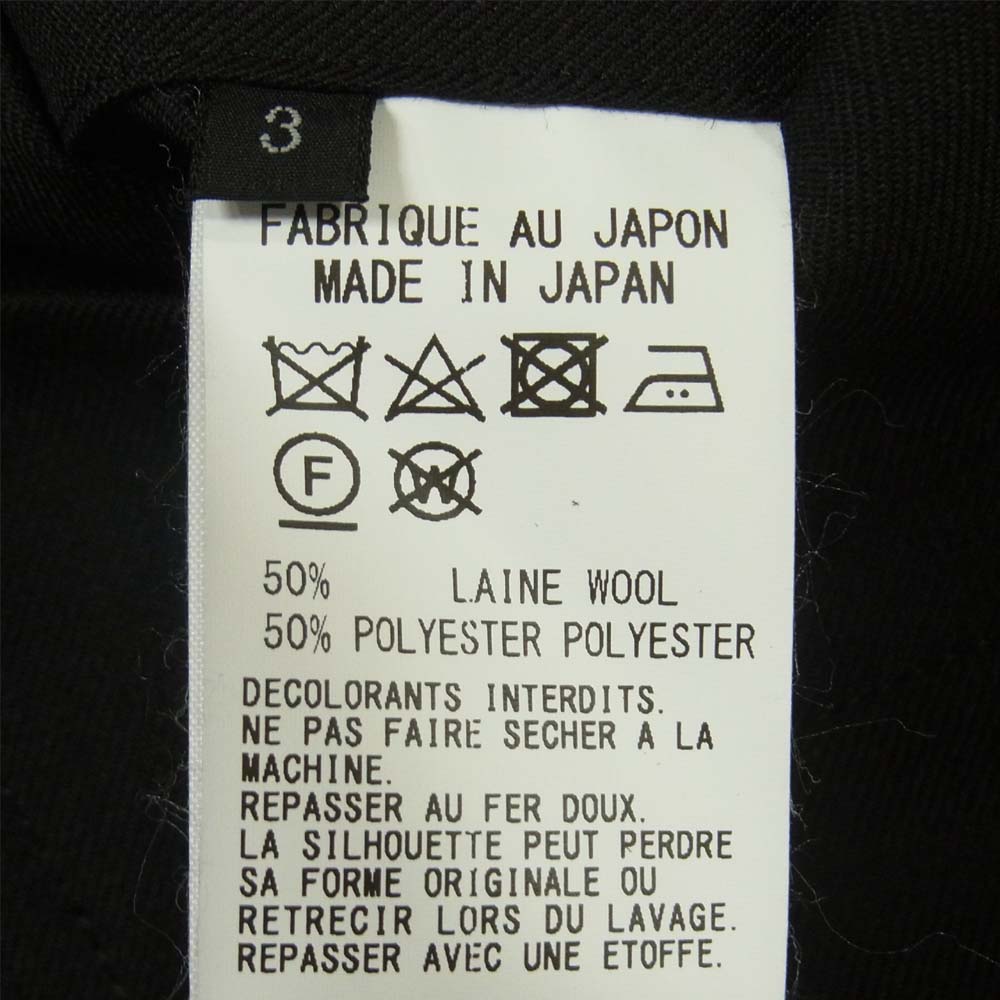 3
FABRIQUE AU JAPON
MADE IN JAPAN
F
W
50% LAINE WOOL
50% POLYESTER POLYESTER
DECOLORANTS INTERDITS.
NE PAS FAIRE SECHER A LA
MACHINE.
REPASSER AU FER DOUX.
LA SILHOUETTE PEUT PERDRE
SA FORME ORIGINALE OU
RETRECIR LORS DU LAVAGE.
REPASSER AVEC UNE ETOFFE.